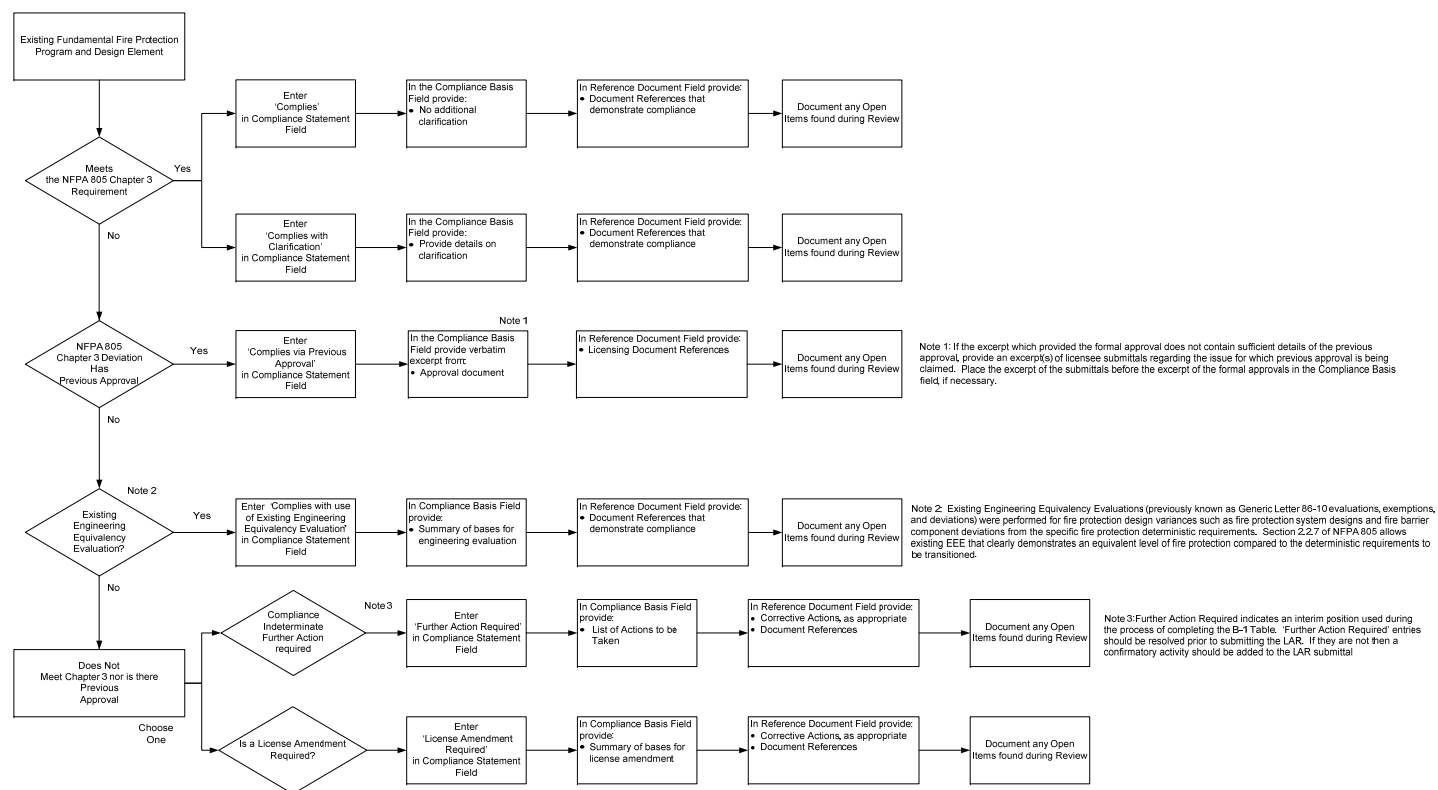 Existing Fundamental Fire Protection
Program and Design Element
Meets
the NFPA 805 Chapter 3
Requirement
Yes
No
Enter
'Complies'
in Compliance Statement
Field
In the Compliance Basis
Field provide:
• No additional
clarification
In Reference Document Field provide:
• Document References that
demonstrate compliance
Document any Open
Items found during Review
Enter
'Complies with
Clarification'
in Compliance Statement
Field
In the Compliance Basis
Field provide:
• Provide details on
clarification
In Reference Document Field provide:
• Document References that
demonstrate compliance
Document any Open
Items found during Review
NFPA 805
Chapter 3 Deviation
Has
Previous Approval
Yes
No
Enter
'Complies via Previous
Approval'
in Compliance Statement
Field
Note 1
In the Compliance Basis
Field provide verbatim
excerpt from:
• Approval document
In Reference Document Field provide:
• Licensing Document References
Document any Open
Items found during Review
Note 1: If the excerpt which provided the formal approval does not contain sufficient details of the previous
approval, provide an excerpt(s) of licensee submittals regarding the issue for which previous approval is being
claimed. Place the excerpt of the submittals before the excerpt of the formal approvals in the Compliance Basis
field, if necessary.
Note 2
Existing
Engineering
Equivalency
Evaluation?
Yes
No
Enter 'Complies with use
of Existing Engineering
Equivalency Evaluation'
in Compliance Statement
Field
In Compliance Basis Field
provide:
• Summary of bases for
engineering evaluation
In Reference Document Field provide:
• Document References that
demonstrate compliance
Document any Open
Items found during Review
Note 2: Existing Engineering Equivalency Evaluations (previously known as Generic Letter 86-10 evaluations, exemptions,
and deviations) were performed for fire protection design variances such as fire protection system designs and fire barrier
component deviations from the specific fire protection deterministic requirements. Section 2.2.7 of NFPA 805 allows
existing EEE that clearly demonstrates an equivalent level of fire protection compared to the deterministic requirements to
be transitioned.
Does Not
Meet Chapter 3 nor is there
Previous
Approval
Choose
One
Compliance
Indeterminate
Further Action
required
Note 3
Enter
'Further Action Required'
in Compliance Statement
Field
In Compliance Basis Field
provide:
• List of Actions to be
Taken
In Reference Document Field provide:
• Corrective Actions, as appropriate
• Document References
Document any Open
Items found during Review
Note 3: Further Action Required indicates an interim position used during
the process of completing the B-1 Table. 'Further Action Required' entries
should be resolved prior to submitting the LAR. If they are not then a
confirmatory activity should be added to the LAR submittal
Is a License Amendment
Required?
Enter
'License Amendment
Required'
in Compliance Statement
Field
In Compliance Basis Field
provide:
• Summary of bases for
license amendment
In Reference Document Field provide:
• Corrective Actions, as appropriate
• Document References
Document any Open
Items found during Review